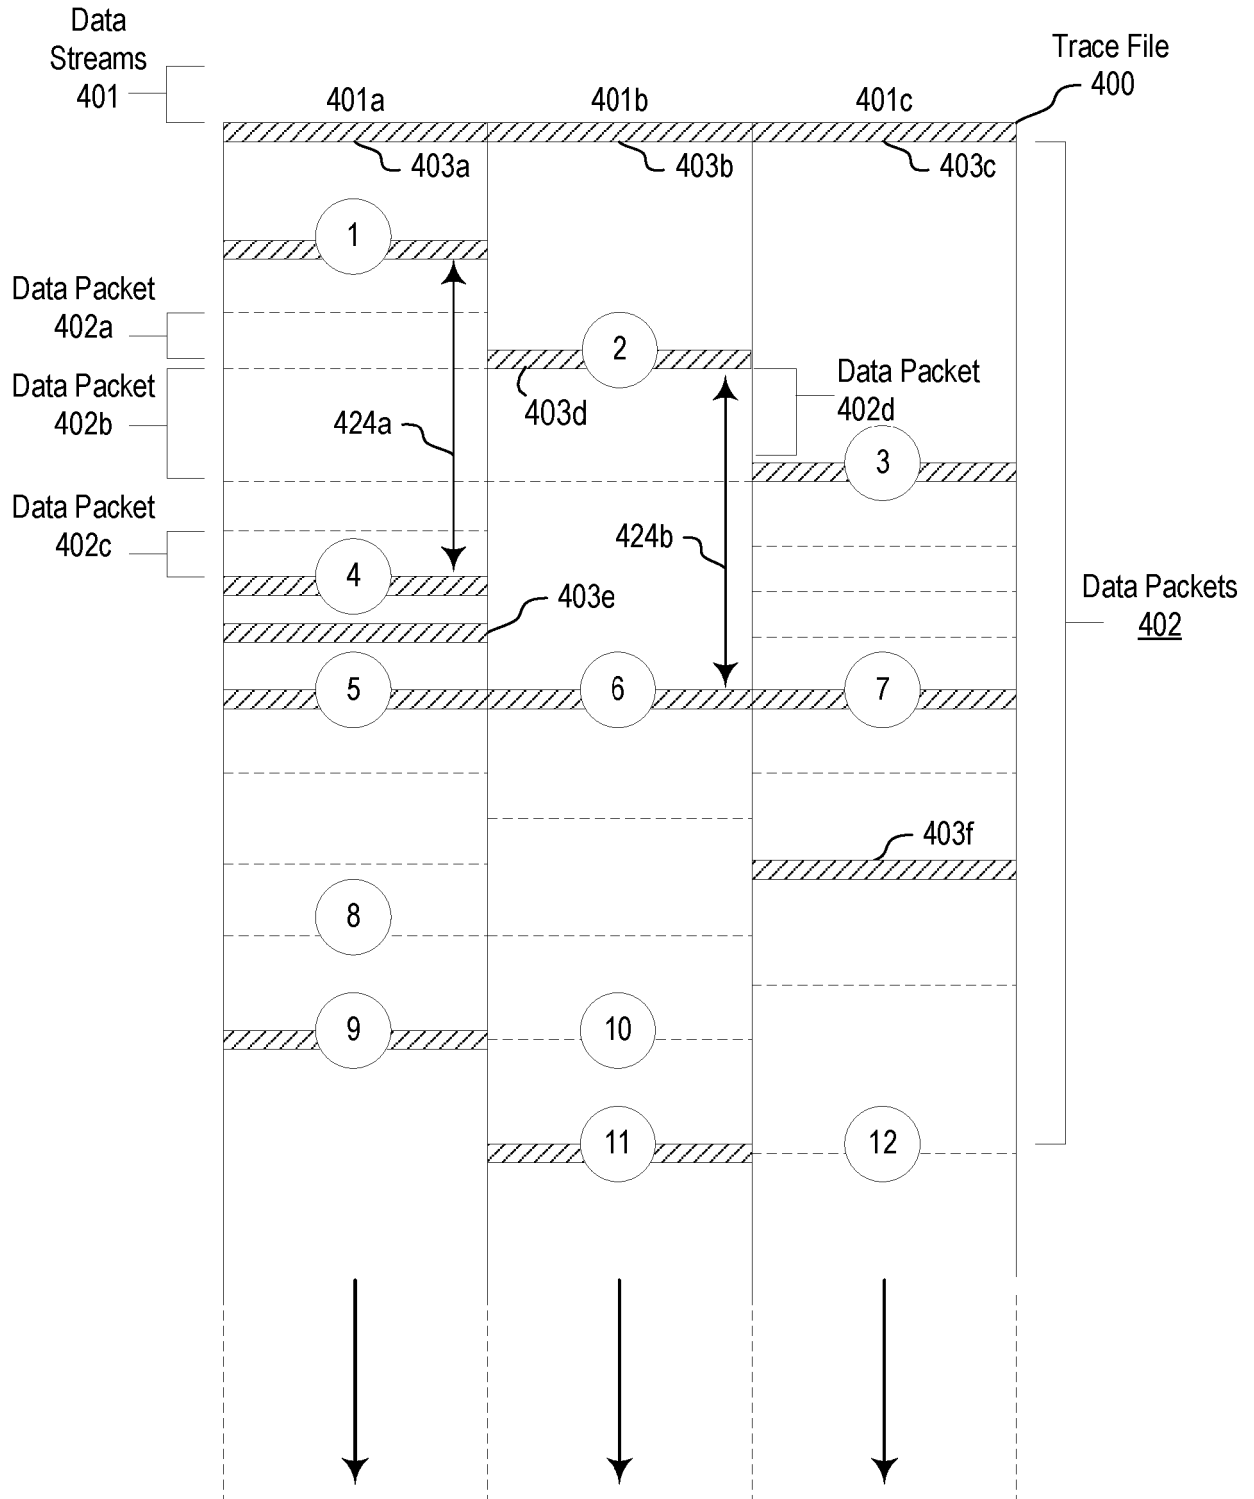 Data
Streams
401
Trace File
400
401a
401b
401c
403a
403b
403c
1
Data Packet
402a
2
Data Packet
402b
403d
Data Packet
402d
424a
3
Data Packet
402c
424b
4
403e
Data Packets
402
5
6
7
403f
8
9
10
11
12